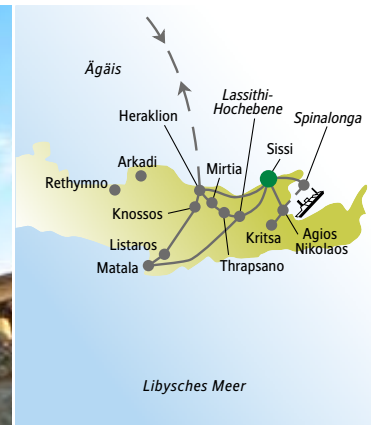 Ägäis
Lassithi-
Hochebene
Spinalonga
Heraklion
Sissi
Arkadi
Mirtia
Rethymno
Knossos
Listaros
Kritsa
Agios
Nikolaos
Matala
Thrapsano
Libysches Meer